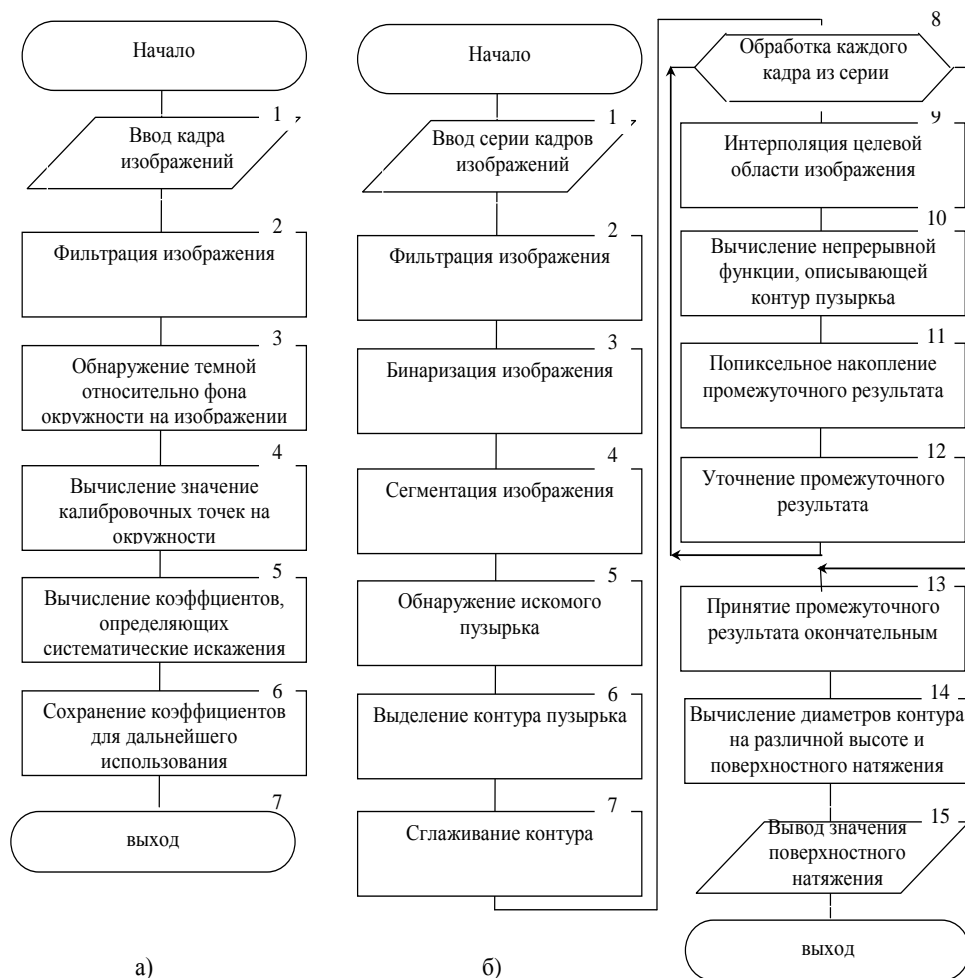 Начало
1
Ввод кадра
изображений
2
Фильтрация изображения
3
Обнаружение темной
относительно фона
окружности на изображении
4
Вычисление значение
калибровочных точек на
окружности
5
Вычисление коэффциентов,
определяющих
систематические искажения
6
Сохранение коэффициентов
для дальнейшего
использования
7
выход
а)
Начало
1
Ввод серии кадров
изображений
2
Фильтрация изображения
3
Бинаризация изображения
4
Сегментация изображения
5
Обнаружение искомого
пузырька
6
Выделение контура пузырька
7
Сглаживание контура
б)
8
Обработка каждого
кадра из серии
9
Интерполяция целевой
области изображения
10
Вычисление непрерывной
функции, описывающей
контур пузыркьа
11
Попиксельное накопление
промежуточного результата
12
Уточнение промежуточного
результата
13
Принятие промежуточного
результата окончательным
14
Вычисление диаметров контура
на различной высоте и
поверхностного натяжения
15
Вывод значения
поверхностного
натяжения
выход